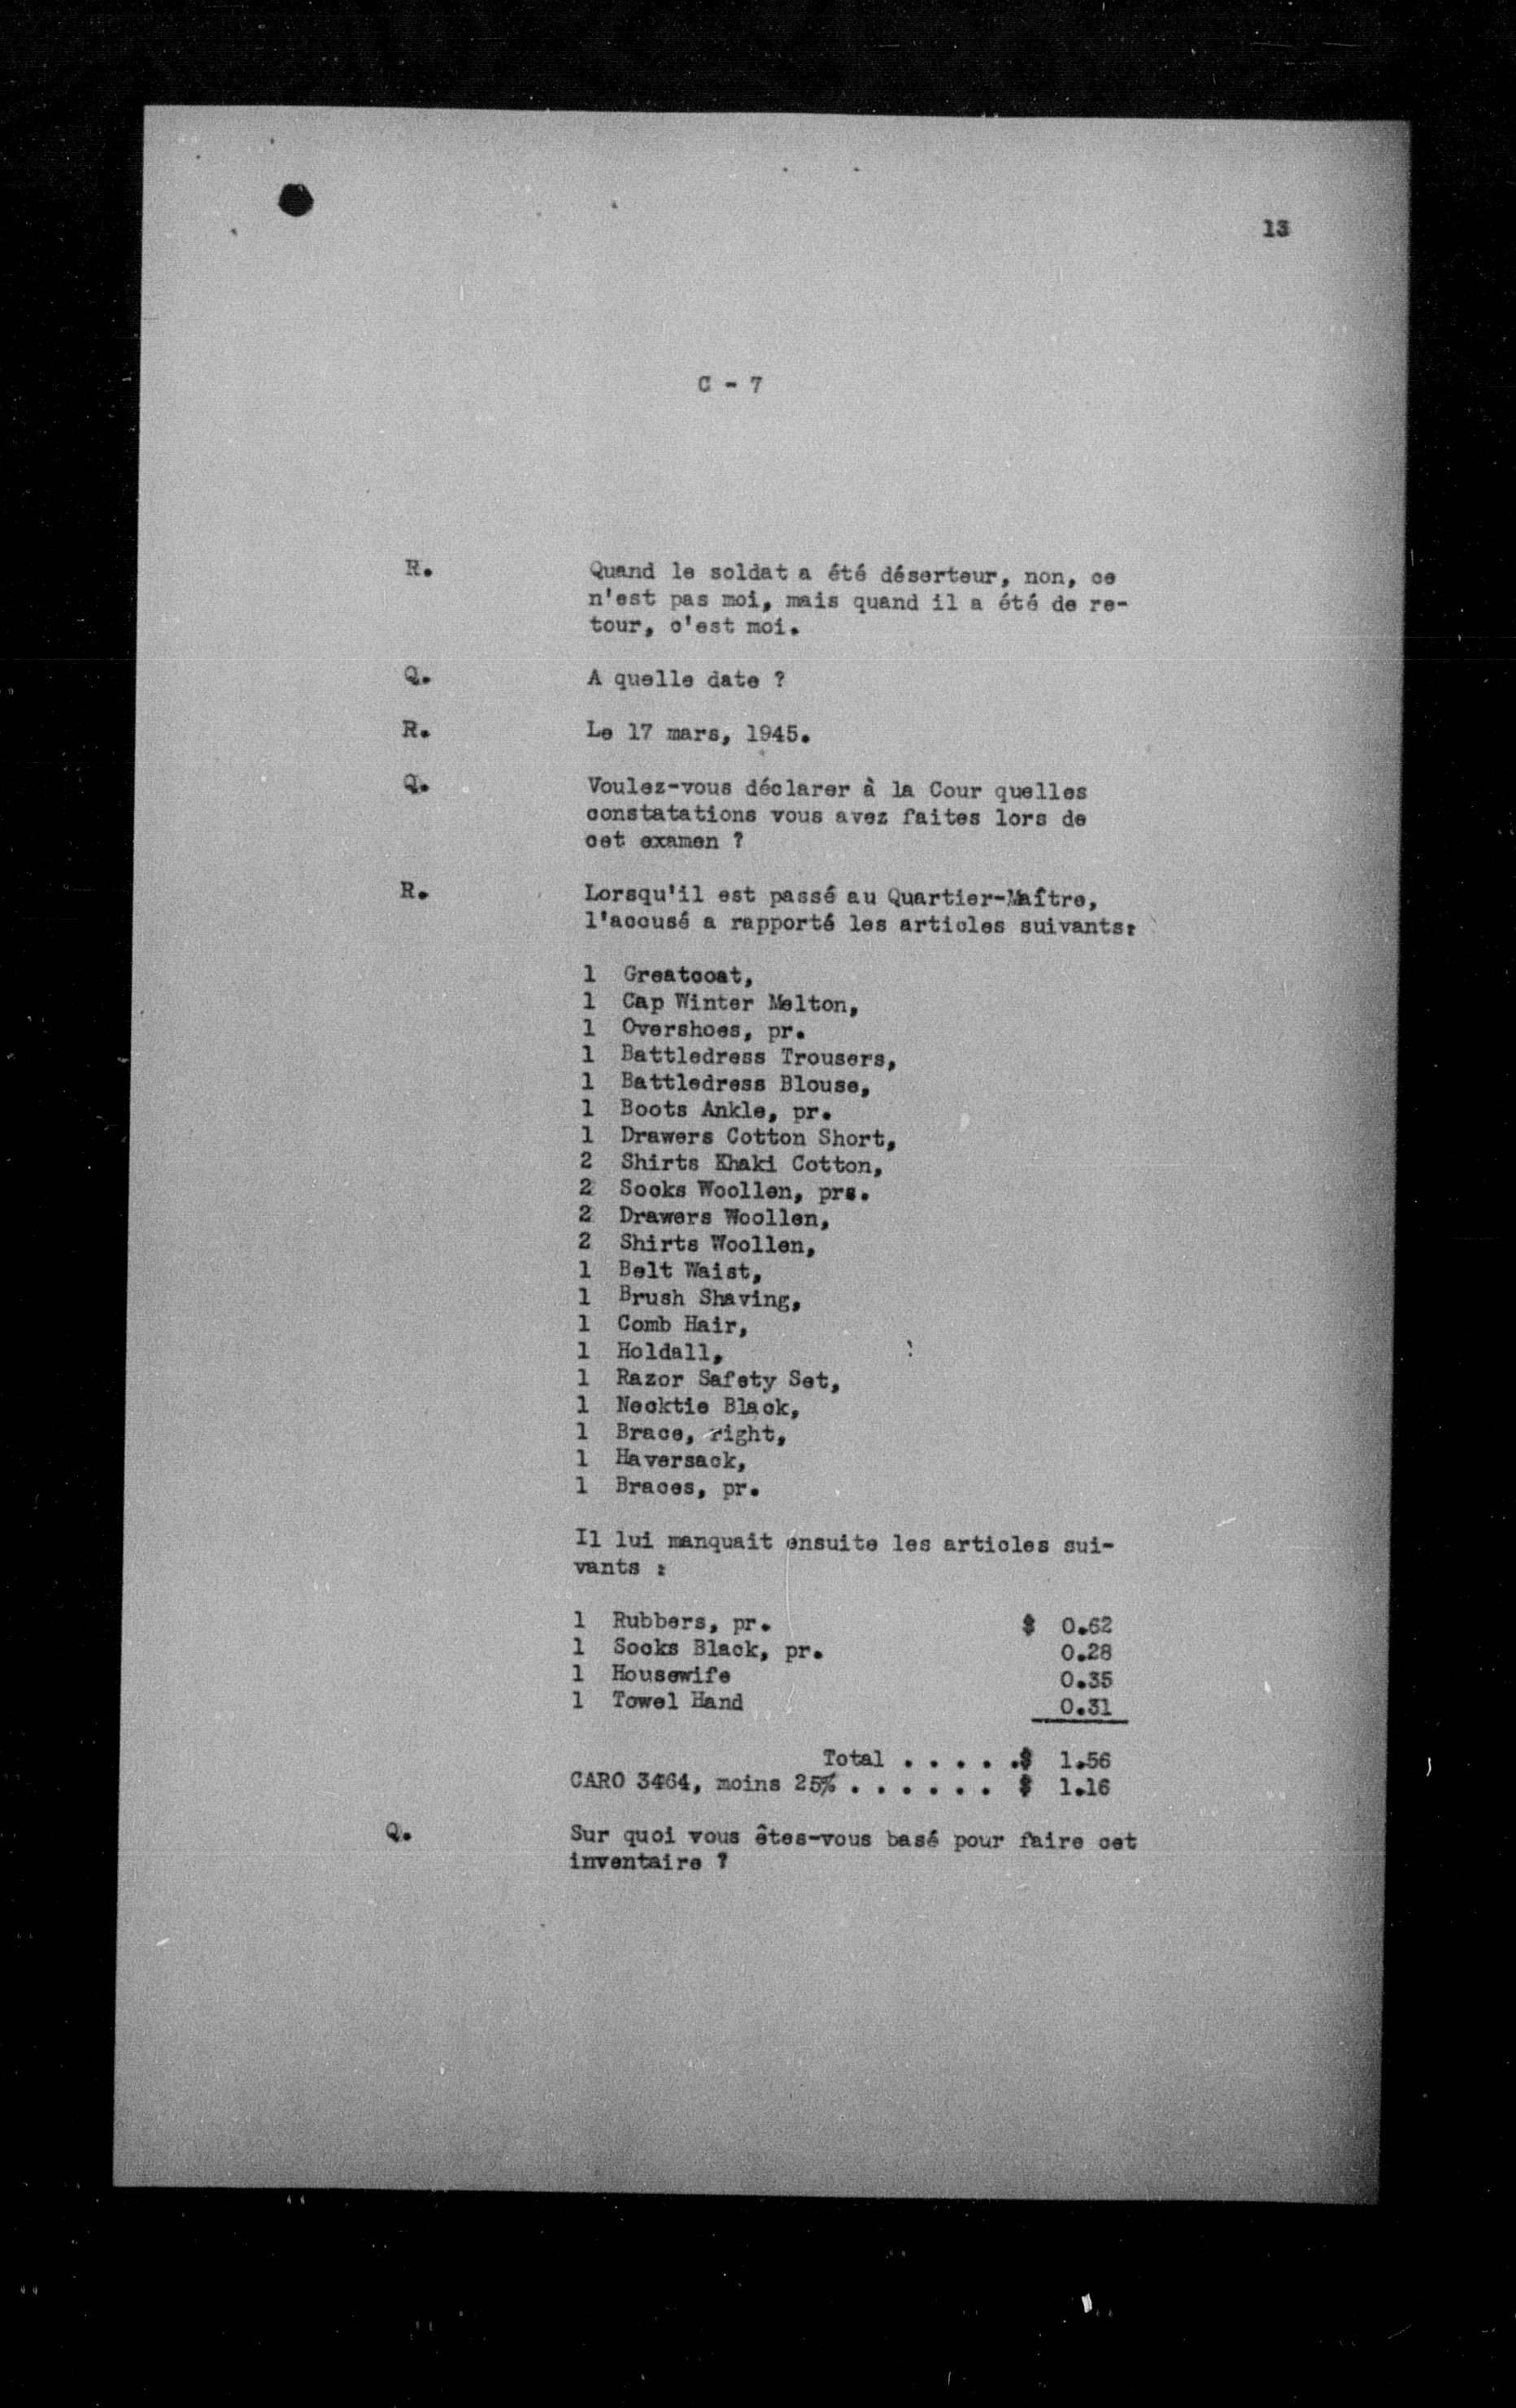 13
C - 7
R. Quand le soldat a été déserteur, non, ce
n'est pas moi, mais quand il a été de re-
tour, c'est moi.
Q. A quelle date ?
R. Le 17 mars, 1945.
Q. Voulez-vous déclarer à la Cour quelles
constatations vous avez faites lors de
cet examen ?
R. Lorsqu'il est passé au Quartier-Maître,
l'accusé a rapporté les articles suivants:
1 Greatcoat,
1 Cap Winter Melton,
1 Overshoes, pr.
1 Battledress Trousers,
1 Battledress Blouse,
1 Boots Ankle, pr.
1 Drawers Cotton Short,
2 Shirts Khaki Cotton,
2 Socks Woollen, prs.
2 Drawers Woollen,
2 Shirts Woollen,
1 Belt Waist,
1 Brush Shaving,
1 Comb Hair,
1 Holdall,
1 Razor Safety Set,
1 Necktie Black,
1 Brace, right,
1 Haversack,
1 Braces, pr.
Il lui manquait ensuite les articles sui-
vants :
1 Rubbers, pr. $ 0.62
1 Socks Black, pr. 0.28
1 Housewife 0.35
1 Towel Hand 0.31
Total . . . . .$ 1.56
CARO 3464, moins 25% . . . . . . $ 1.16
Q. Sur quoi vous êtes-vous basé pour faire cet
inventaire ?